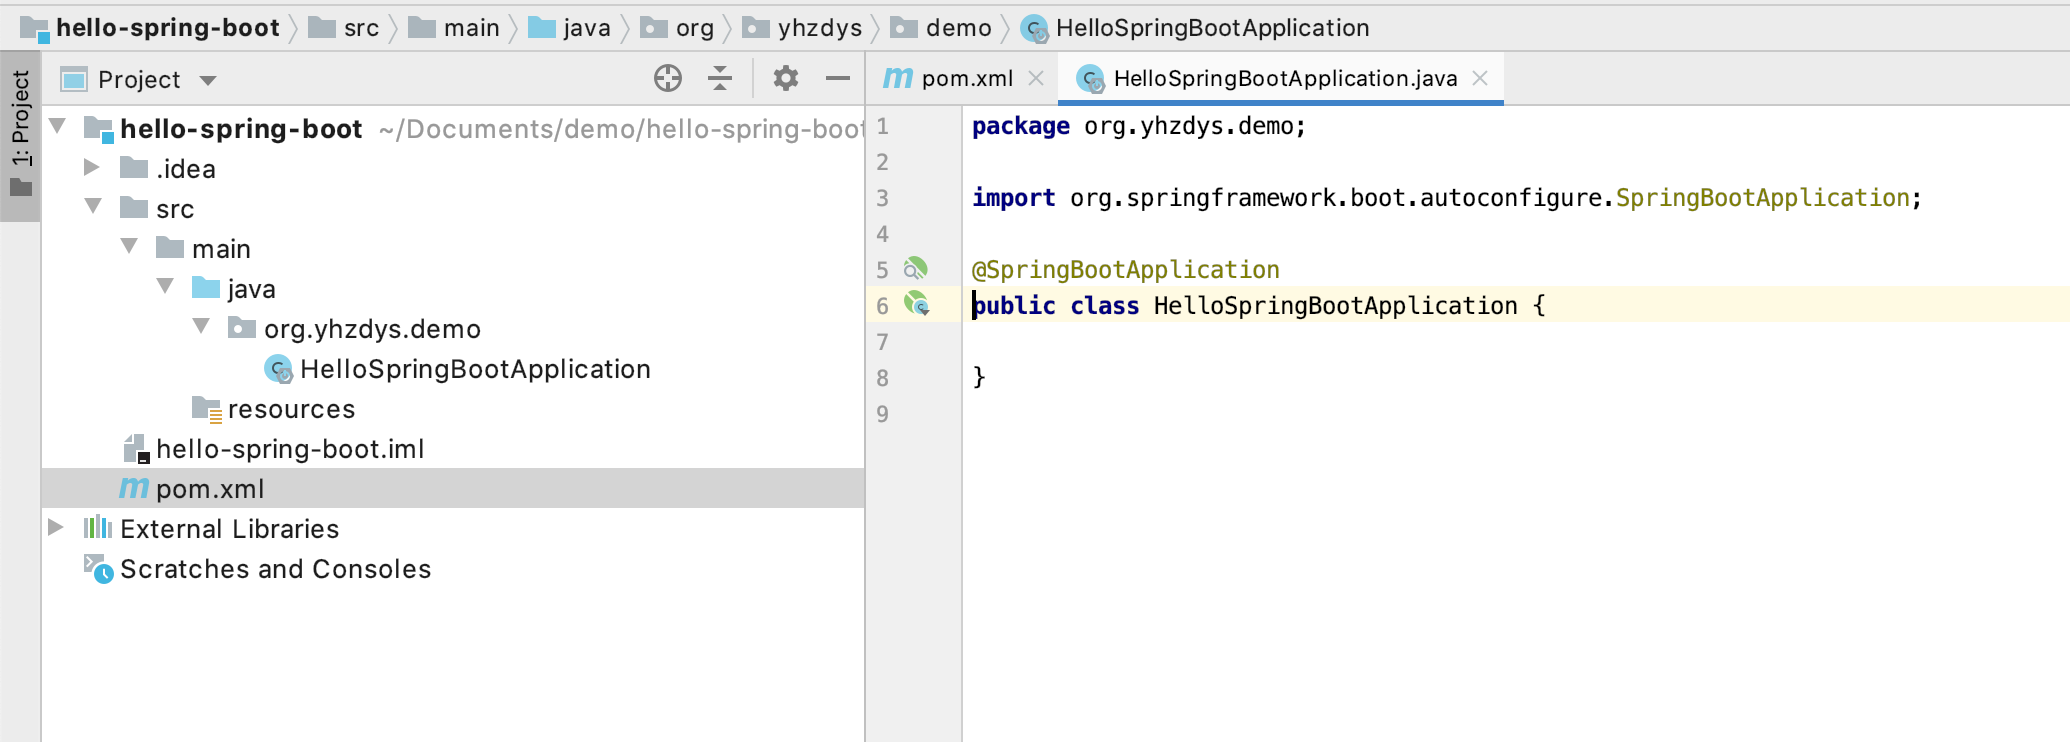 hello-spring-boot src main java org yhzdys demo HelloSpringBootApplication
1: Project
Project
hello-spring-boot ~/Documents/demo/hello-spring-boot
.idea
src
main
java
org.yhzdys.demo
HelloSpringBootApplication
resources
hello-spring-boot.iml
pom.xml
External Libraries
Scratches and Consoles
pom.xml HelloSpringBootApplication.java
1 package org.yhzdys.demo;
2
3 import org.springframework.boot.autoconfigure.SpringBootApplication;
4
5 @SpringBootApplication
6 public class HelloSpringBootApplication {
7
8 }
9